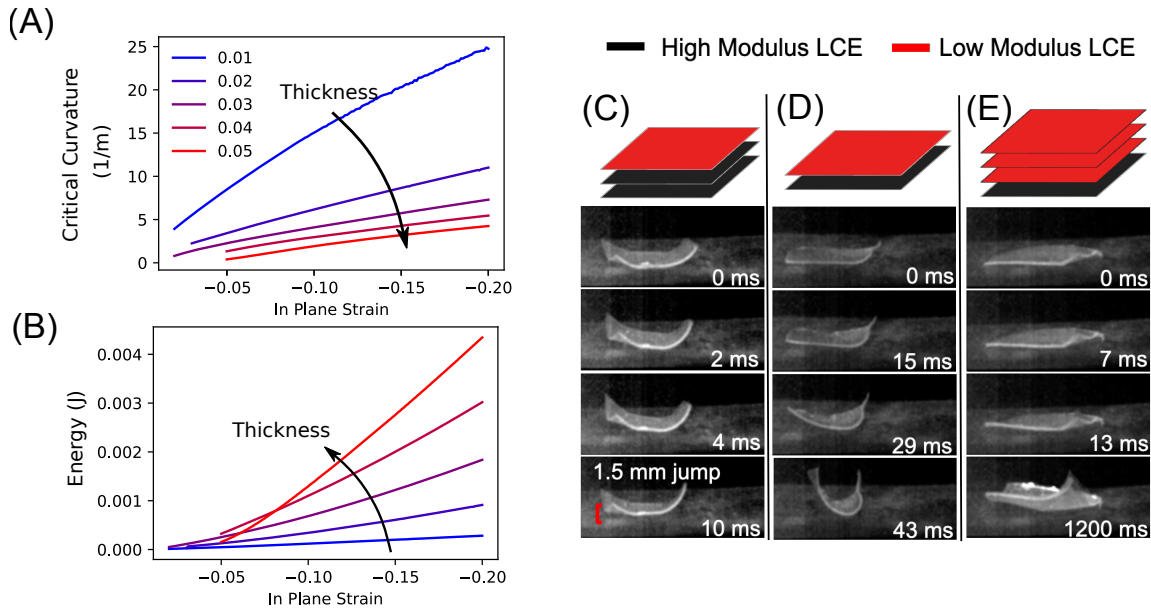 (A)
25
20
15
10
5
0
Critical Curvature
(1/m)
0.01
0.02
0.03
0.04
0.05
Thickness
−0.05
−0.10
−0.15
−0.20
In Plane Strain
(B)
0.004
0.003
0.002
0.001
0.000
Energy (J)
Thickness
−0.05
−0.10
−0.15
−0.20
In Plane Strain
High Modulus LCE
Low Modulus LCE
(C)
0 ms
2 ms
4 ms
1.5 mm jump
10 ms
(D)
0 ms
15 ms
29 ms
43 ms
(E)
0 ms
7 ms
13 ms
1200 ms